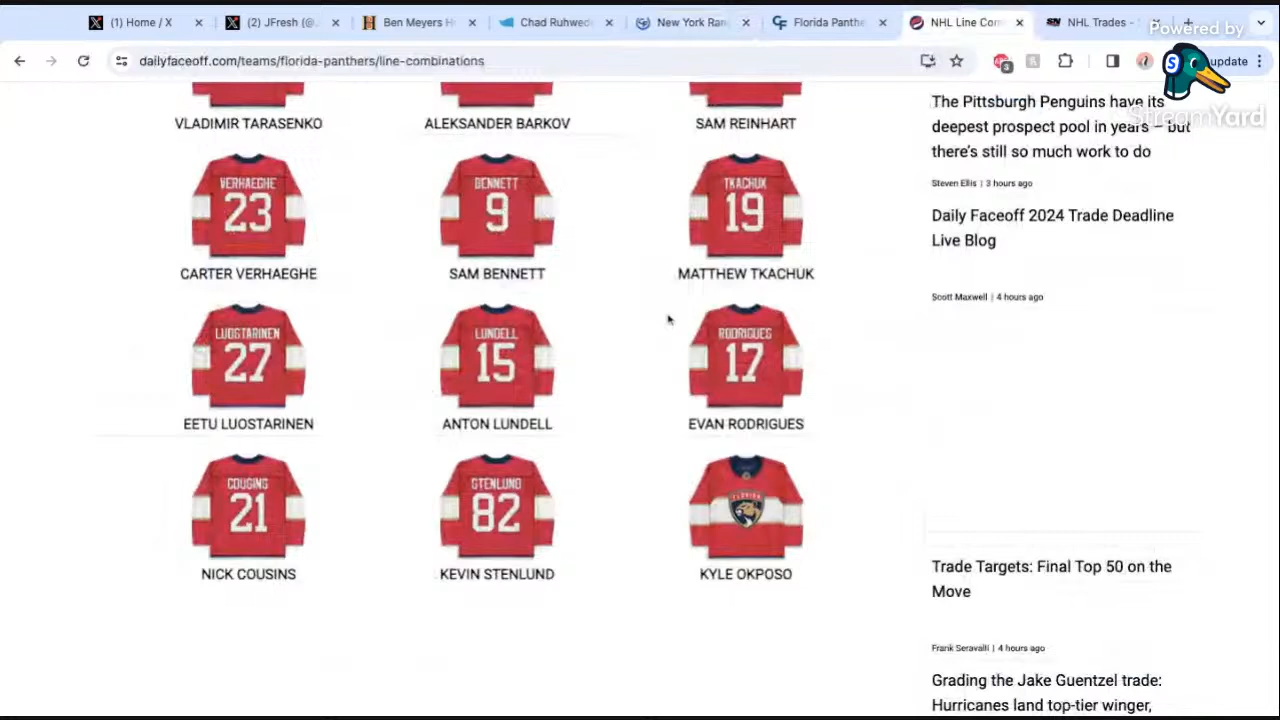 (1) Home / X
(2) JFresh (@.
Ben Meyers H
Chad Ruhwede
New York Ran
Florida Panthe
NHL Line Com
NHL Trades -
Powered by
dailyfaceoff.com/teams/florida-panthers/line-combinations
update
StreamYard
VLADIMIR TARASENKO
ALEKSANDER BARKOV
SAM REINHART
VERHAEGHE
23
CARTER VERHAEGHE
BENNETT
9
SAM BENNETT
TKACHUK
19
MATTHEW TKACHUK
LUOSTARINEN
27
EETU LUOSTARINEN
LUNDELL
15
ANTON LUNDELL
RODRIGUES
17
EVAN RODRIGUES
COUSINS
21
NICK COUSINS
STENLUND
82
KEVIN STENLUND
FLORIDA
KYLE OKPOSO
The Pittsburgh Penguins have its
deepest prospect pool in years – but
there's still so much work to do
Steven Ellis | 3 hours ago
Daily Faceoff 2024 Trade Deadline
Live Blog
Scott Maxwell | 4 hours ago
Trade Targets: Final Top 50 on the
Move
Frank Seravalli | 4 hours ago
Grading the Jake Guentzel trade:
Hurricanes land top-tier winger,